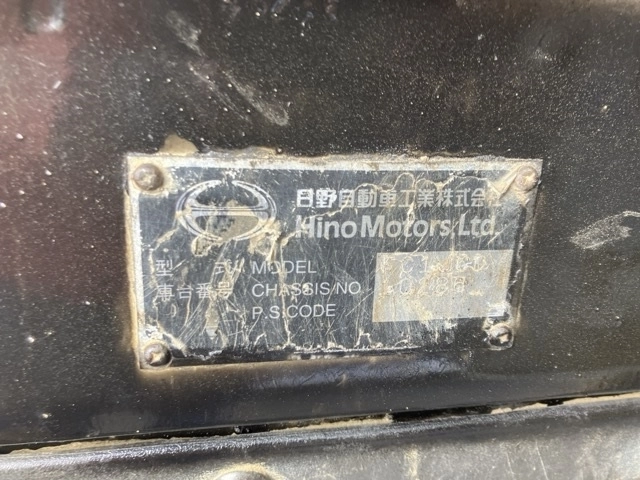 日野自動車工業株式会社
Hino Motors, Ltd.
型 式 MODEL
車台番号 CHASSIS NO
( ) P.S.CODE